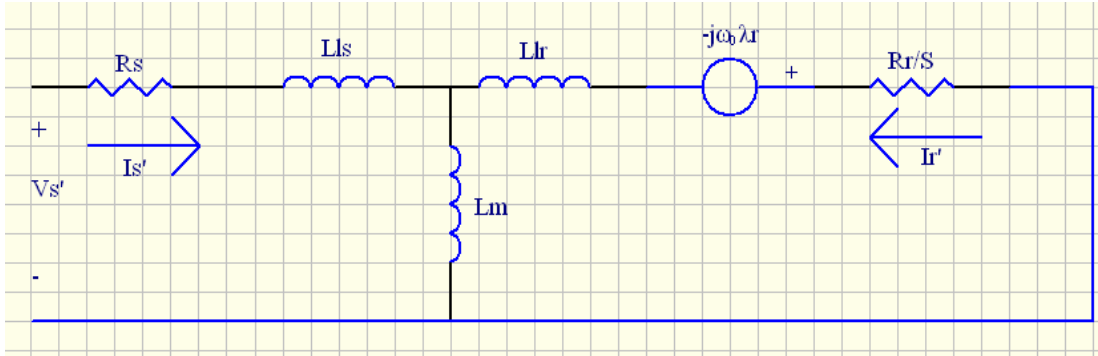 Rs
Lls
Llr
-jω₀λr
+
Rr/S
+
Is'
Vs'
-
Lm
Ir'